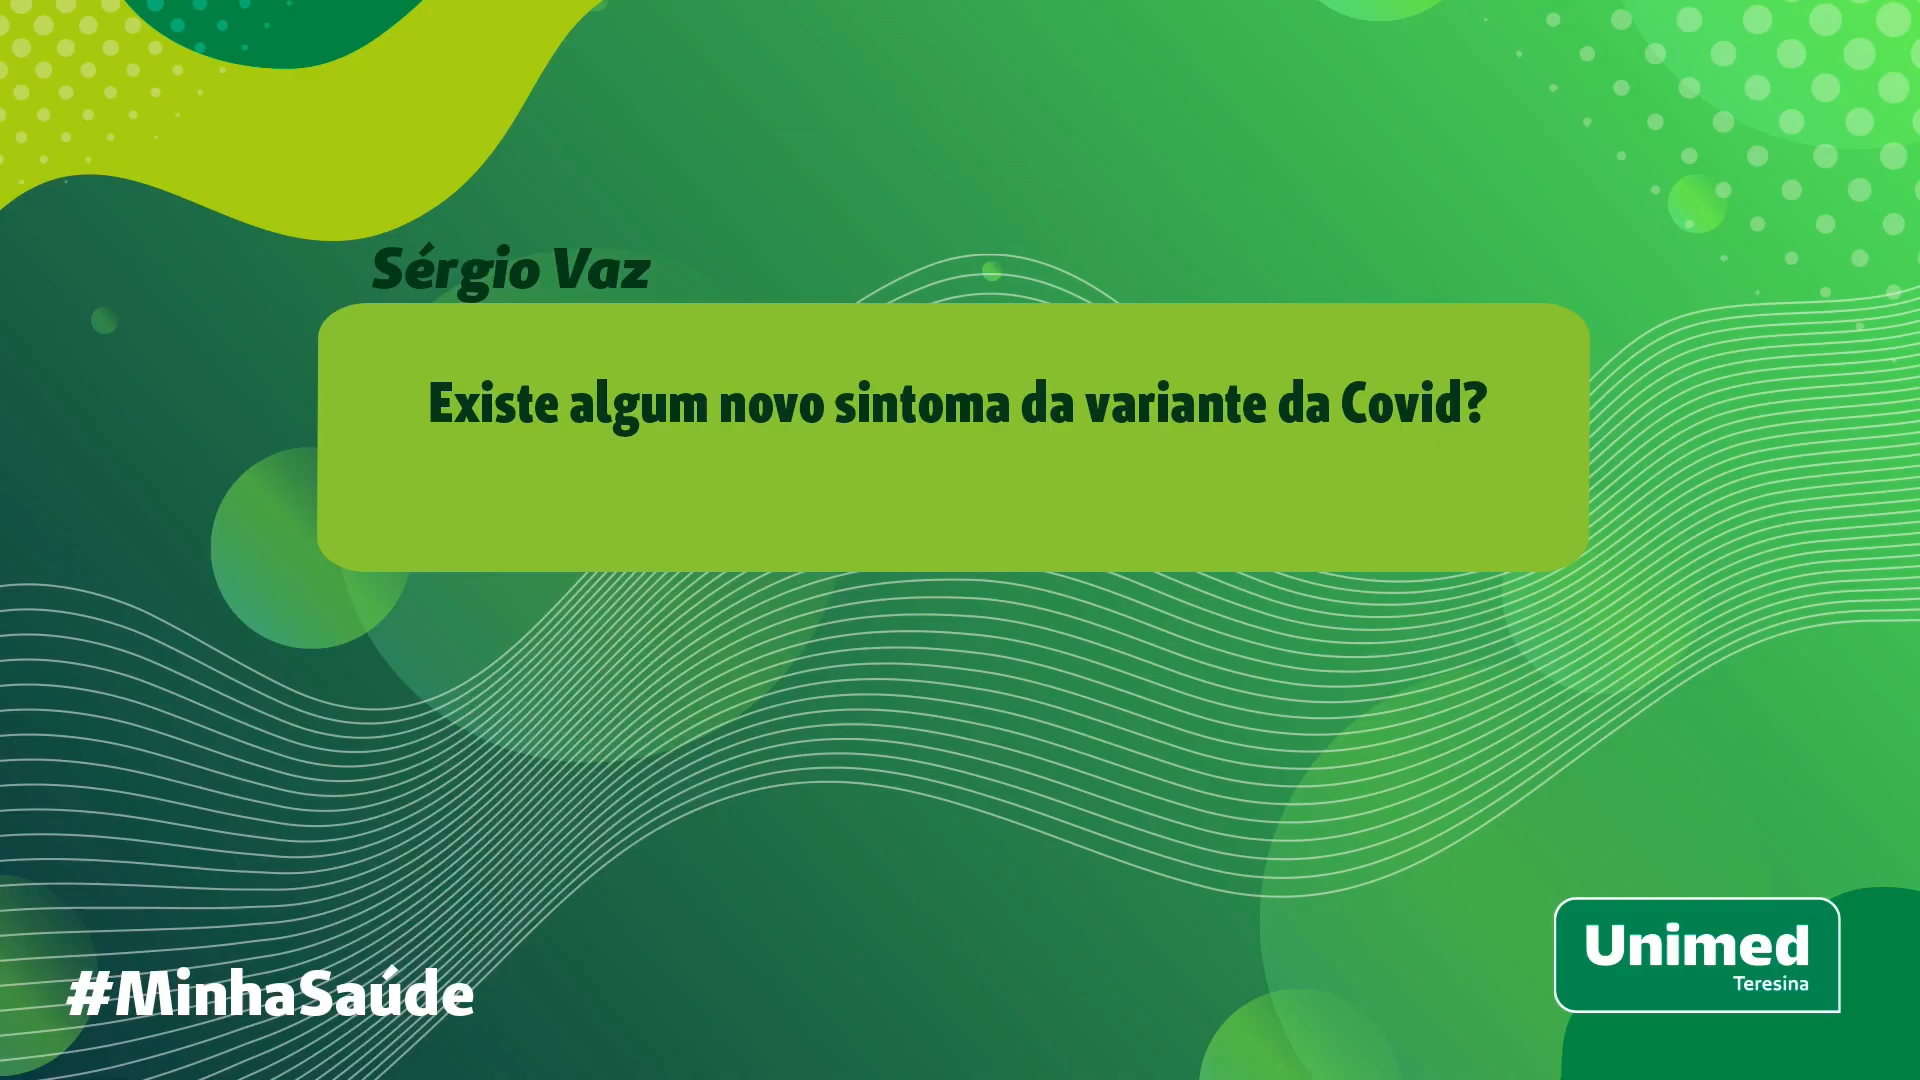 Sérgio Vaz
Existe algum novo sintoma da variante da Covid?
#MinhaSaúde
Unimed
Teresina